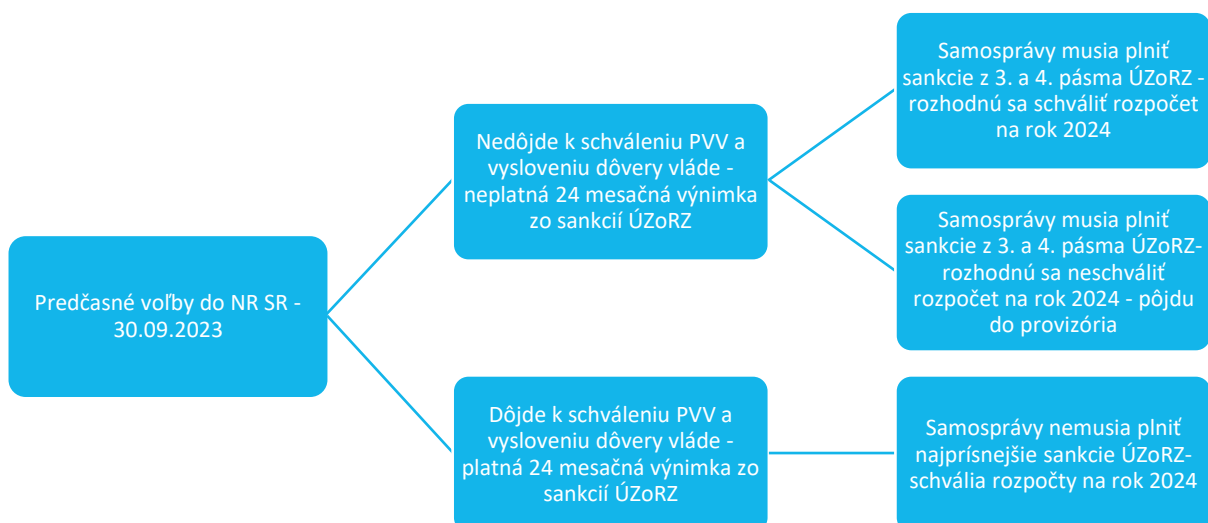 Predčasné voľby do NR SR -
30.09.2023
Nedôjde k schváleniu PVV a
vysloveniu dôvery vláde -
neplatná 24 mesačná výnimka
zo sankcií ÚZoRZ
Samosprávy musia plniť
sankcie z 3. a 4. pásma ÚZoRZ -
rozhodnú sa schváliť rozpočet
na rok 2024
Samosprávy musia plniť
sankcie z 3. a 4. pásma ÚZoRZ-
rozhodnú sa neschváliť
rozpočet na rok 2024 - pôjdu
do provizória
Dôjde k schváleniu PVV a
vysloveniu dôvery vláde -
platná 24 mesačná výnimka zo
sankcií ÚZoRZ
Samosprávy nemusia plniť
najprísnejšie sankcie ÚZoRZ-
schvália rozpočty na rok 2024